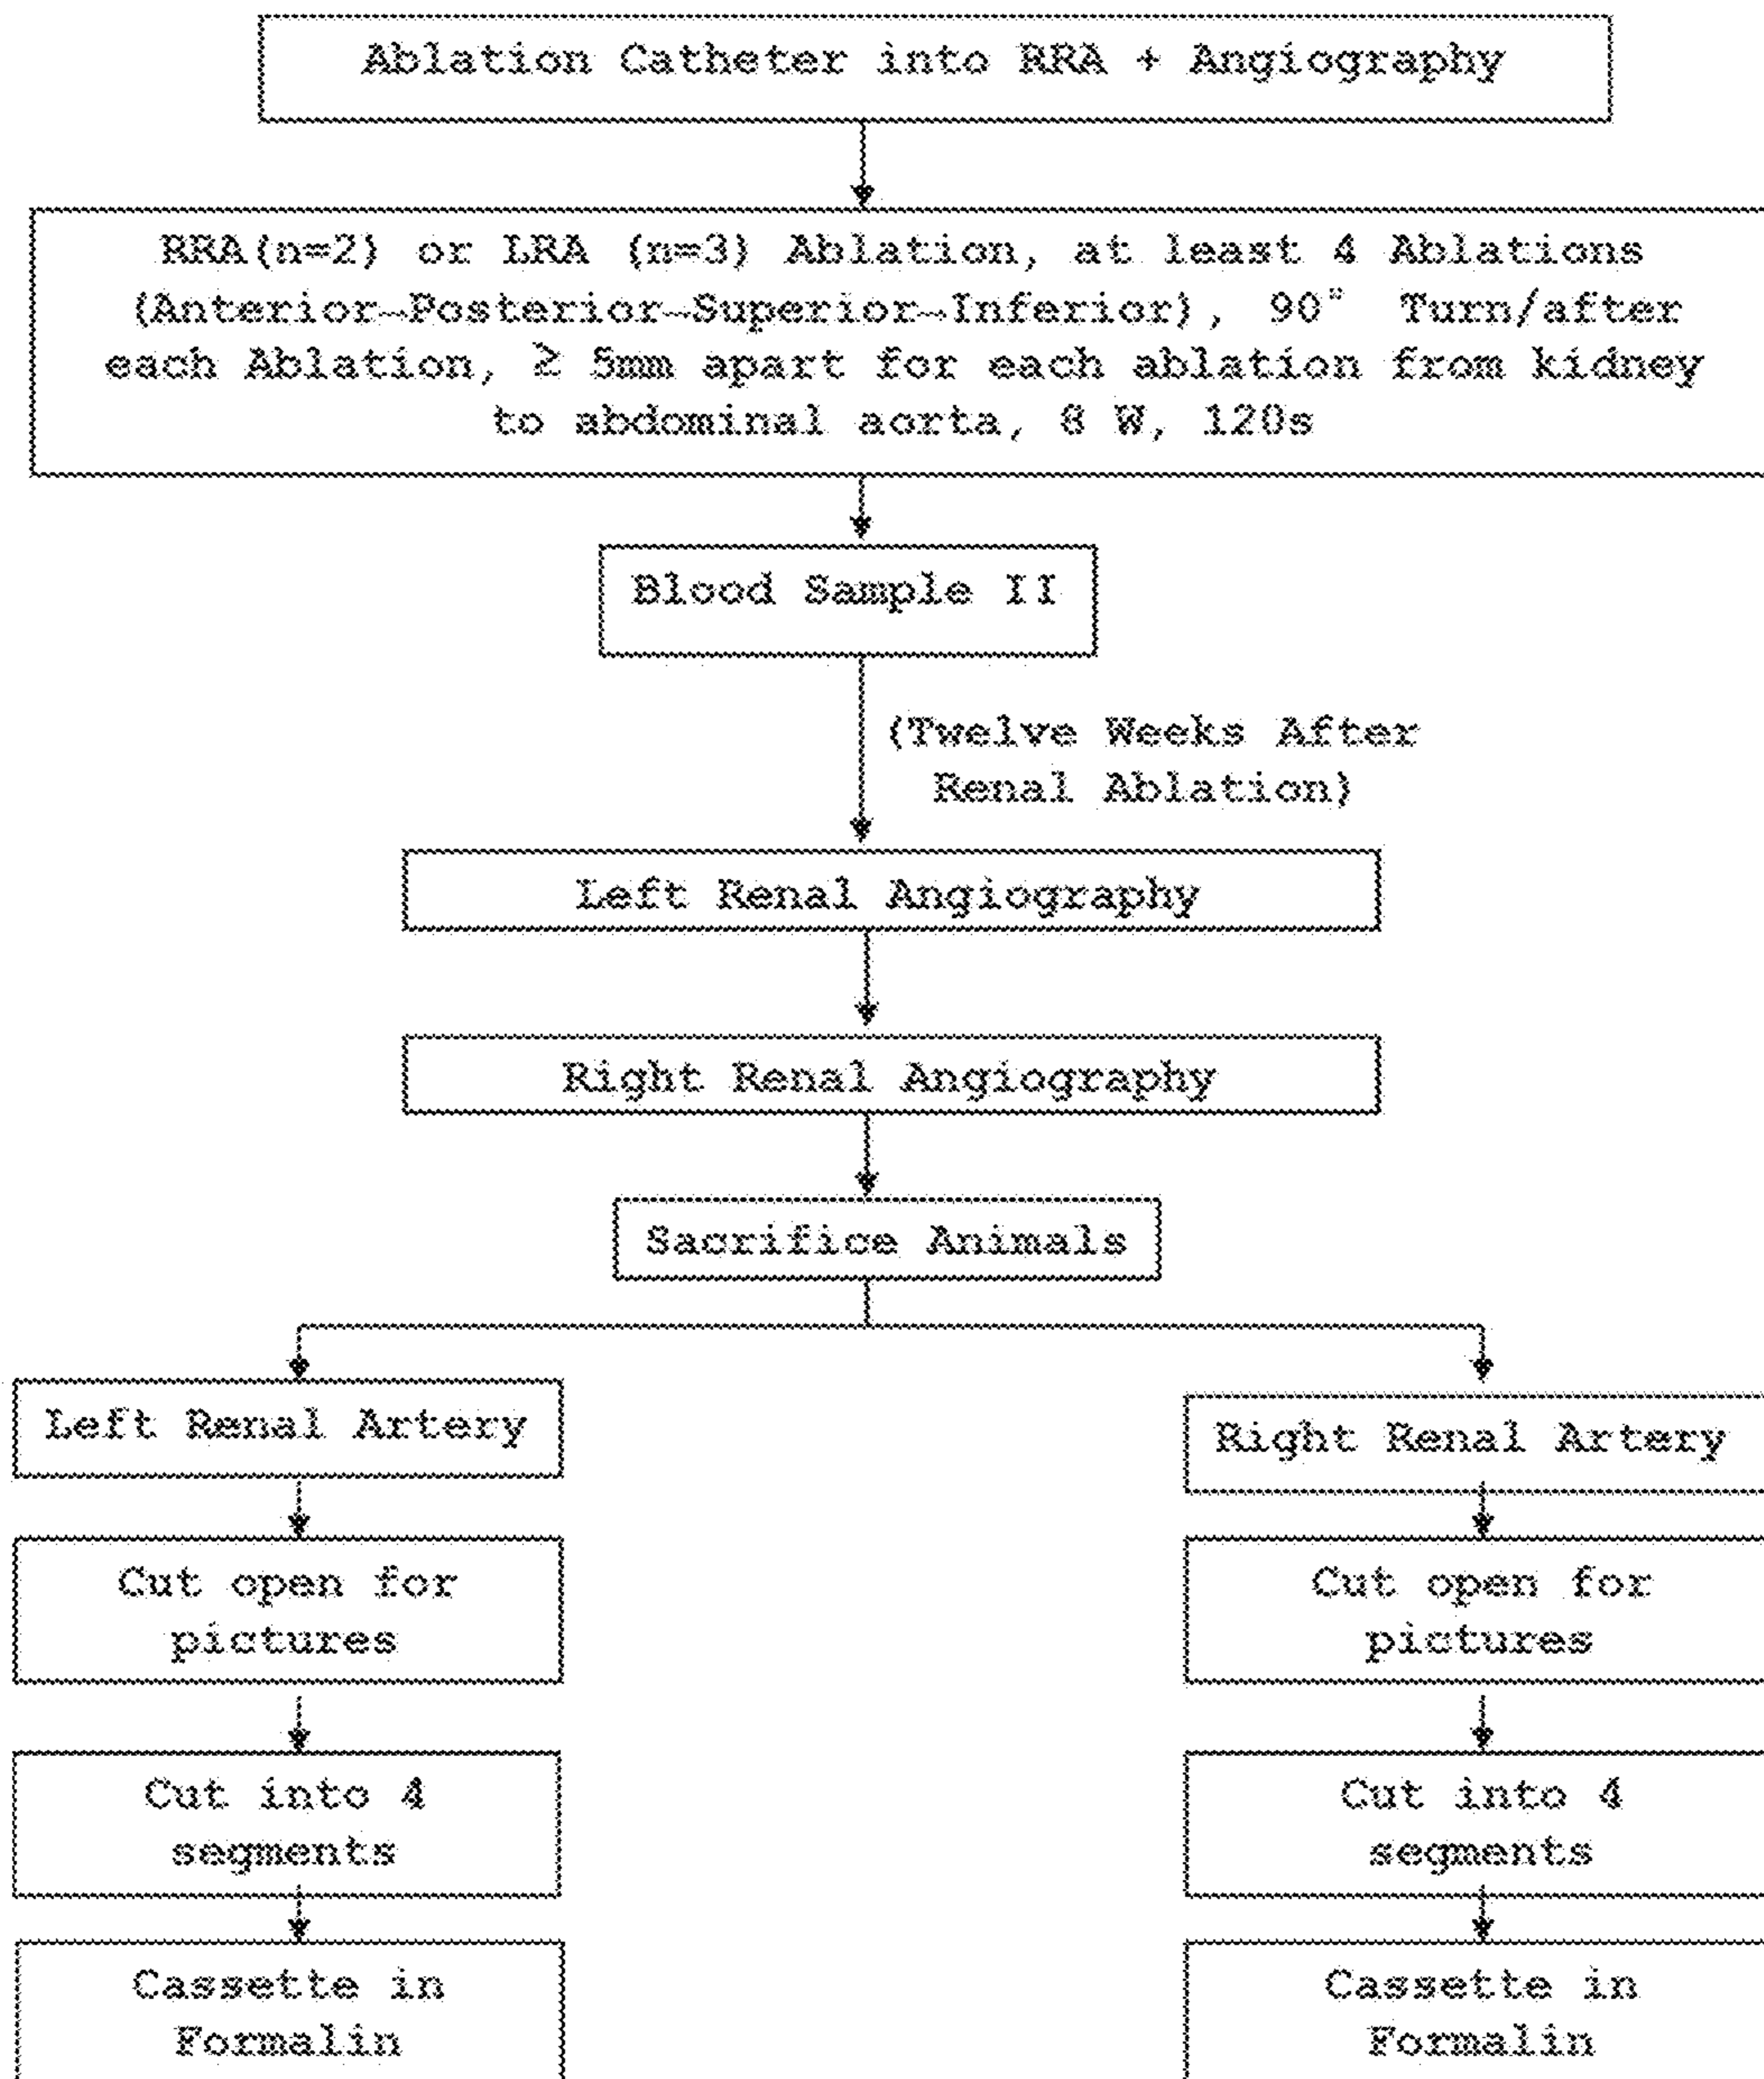 Ablation Catheter into RRA + Angiography
RRA(n=2) or LRA (n=3) Ablation, at least 4 Ablations
(Anterior→Posterior→Superior→Inferior), 90° Turn/after
each Ablation, ≥ 5mm apart for each ablation from kidney
to abdominal aorta, 8 W, 120s
Blood Sample II
(Twelve Weeks After
Renal Ablation)
Left Renal Angiography
Right Renal Angiography
Sacrifice Animals
Left Renal Artery
Cut open for
pictures
Cut into 4
segments
Cassette in
Formalin
Right Renal Artery
Cut open for
pictures
Cut into 4
segments
Cassette in
Formalin